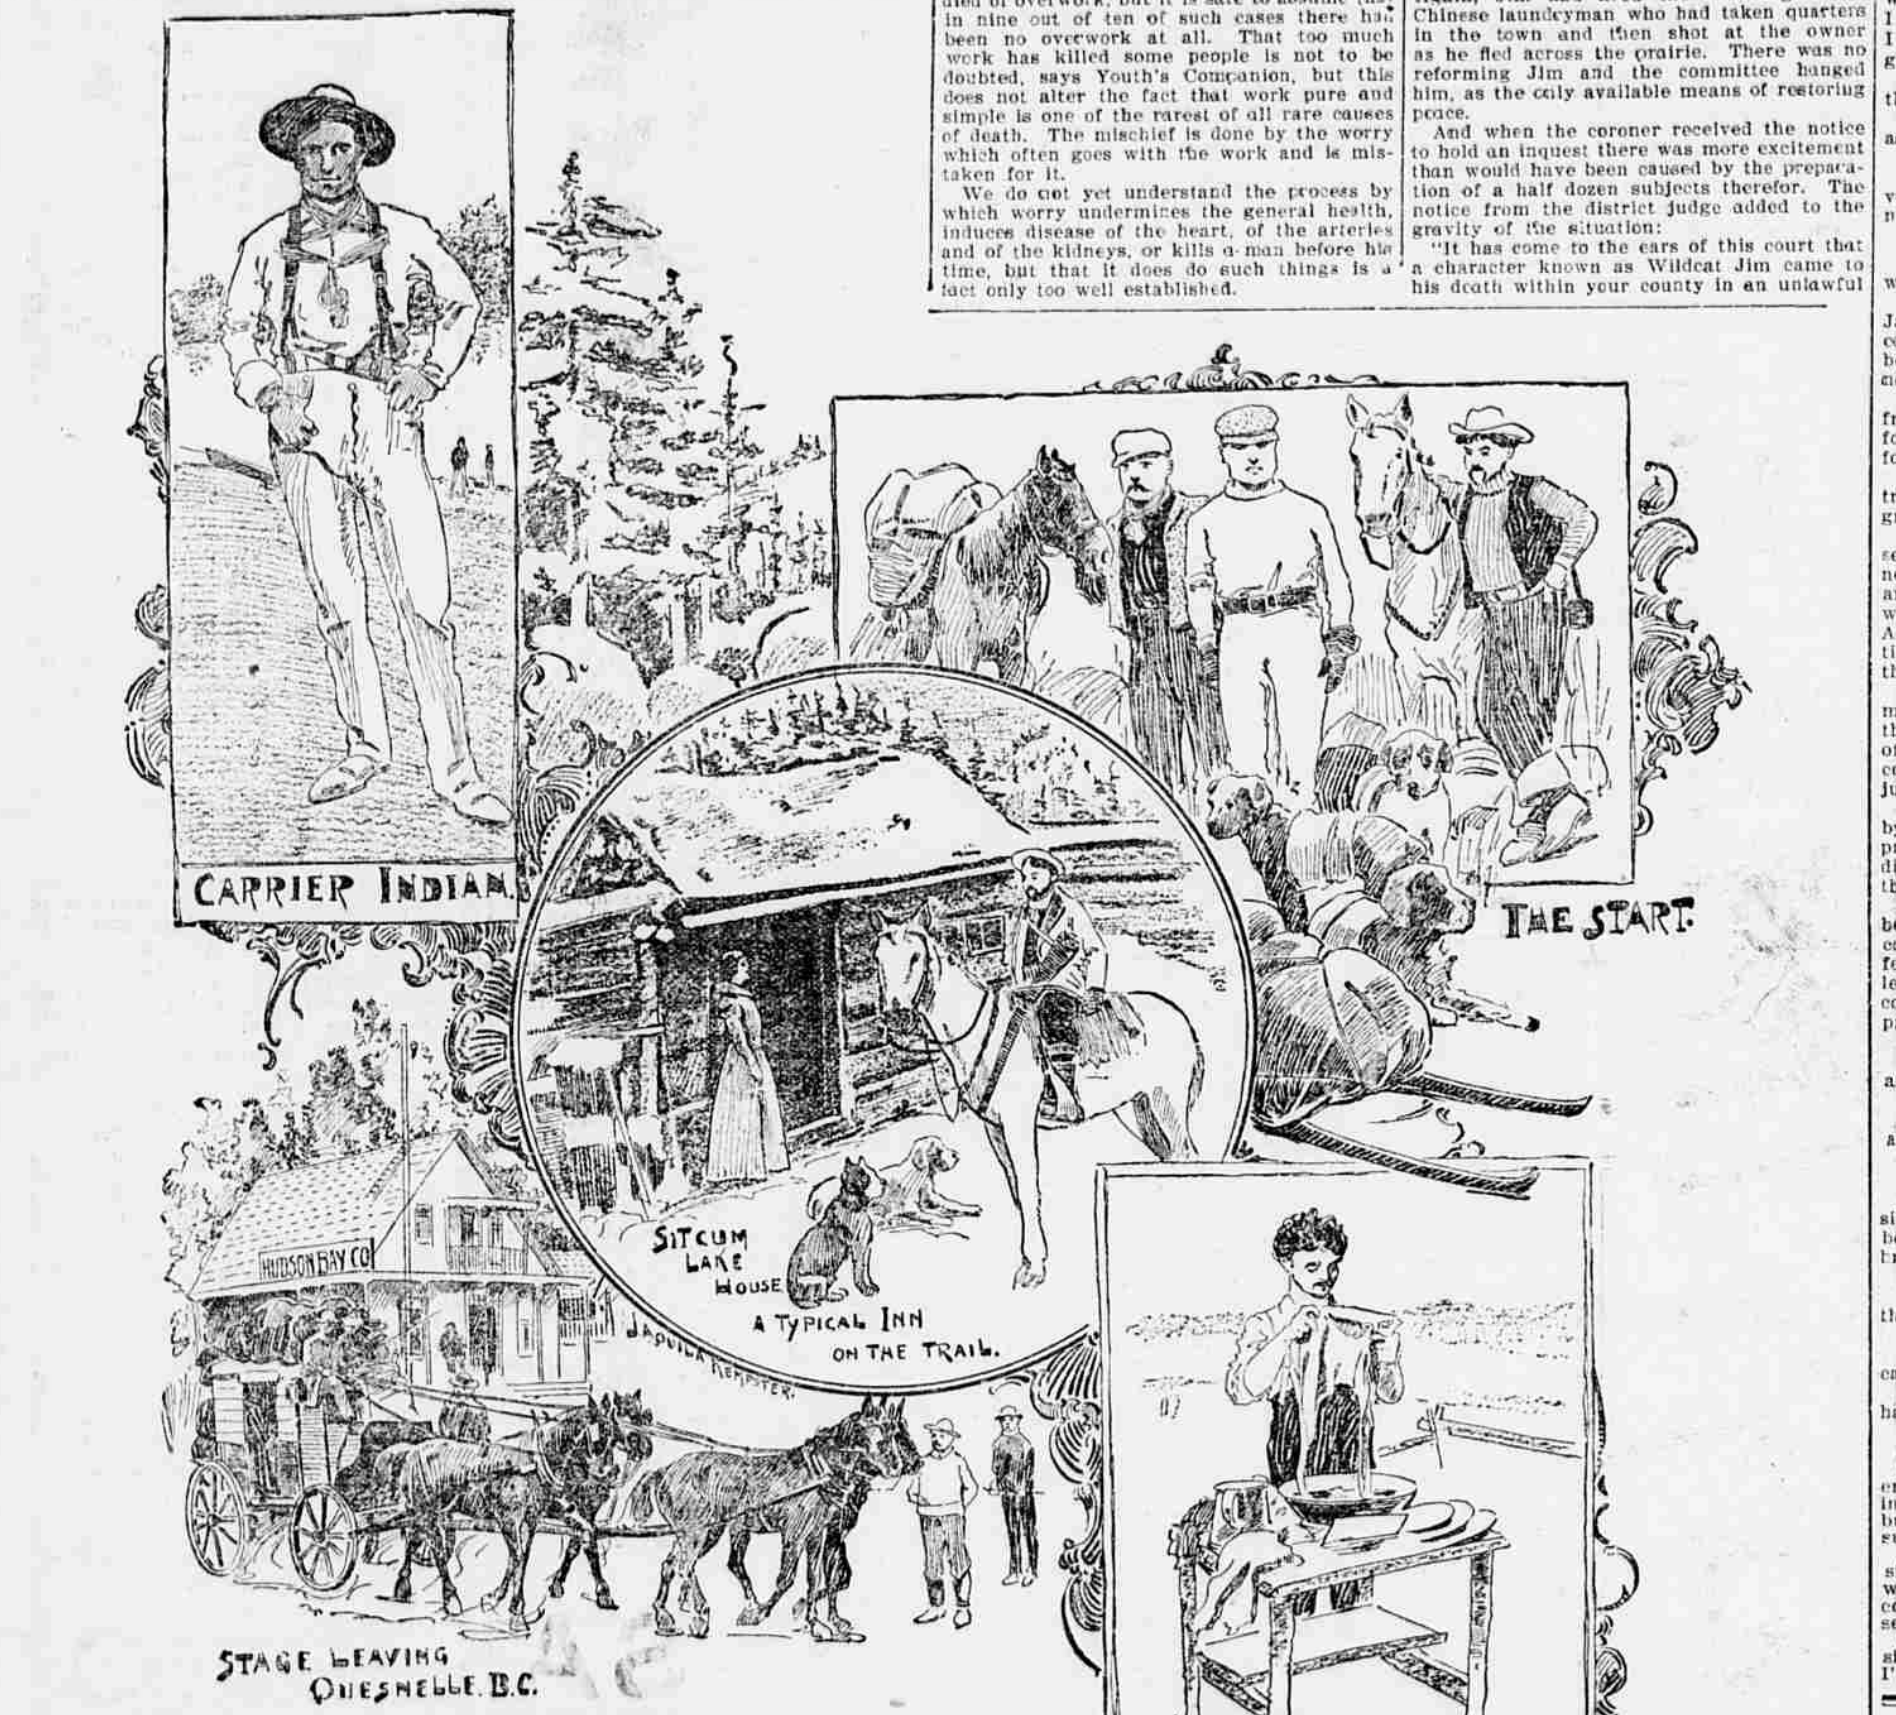 in nine out of ten of such cases there had
been no overwork at all. That too much
work has killed some people is not to be
doubted, says Youth's Companion, but this
does not alter the fact that work pure and
simple is one of the rarest of all rare causes
of death. The mischief is done by the worry
which often goes with the work and is mis-
taken for it.
We do not yet understand the process by
which worry undermines the general health,
induces disease of the heart, of the arteries
and of the kidneys, or kills a man before his
time, but that it does do such things is a
fact only too well established.
Chinese laundryman who had taken quarters
in the town and then shot at the owner
as he fled across the prairie. There was no
reforming Jim and the committee hanged
him, as the only available means of restoring
peace.
And when the coroner received the notice
to hold an inquest there was more excitement
than would have been caused by the prepara-
tion of a half dozen subjects therefor. The
notice from the district judge added to the
gravity of the situation:
"It has come to the ears of this court that
a character known as Wildcat Jim came to
his death within your county in an unlawful
CARRIER INDIAN.
THE START.
SITCUM
LAKE
HOUSE
A TYPICAL INN
ON THE TRAIL.
HUDSON BAY CO
STAGE LEAVING
QUESNELLE. B.C.